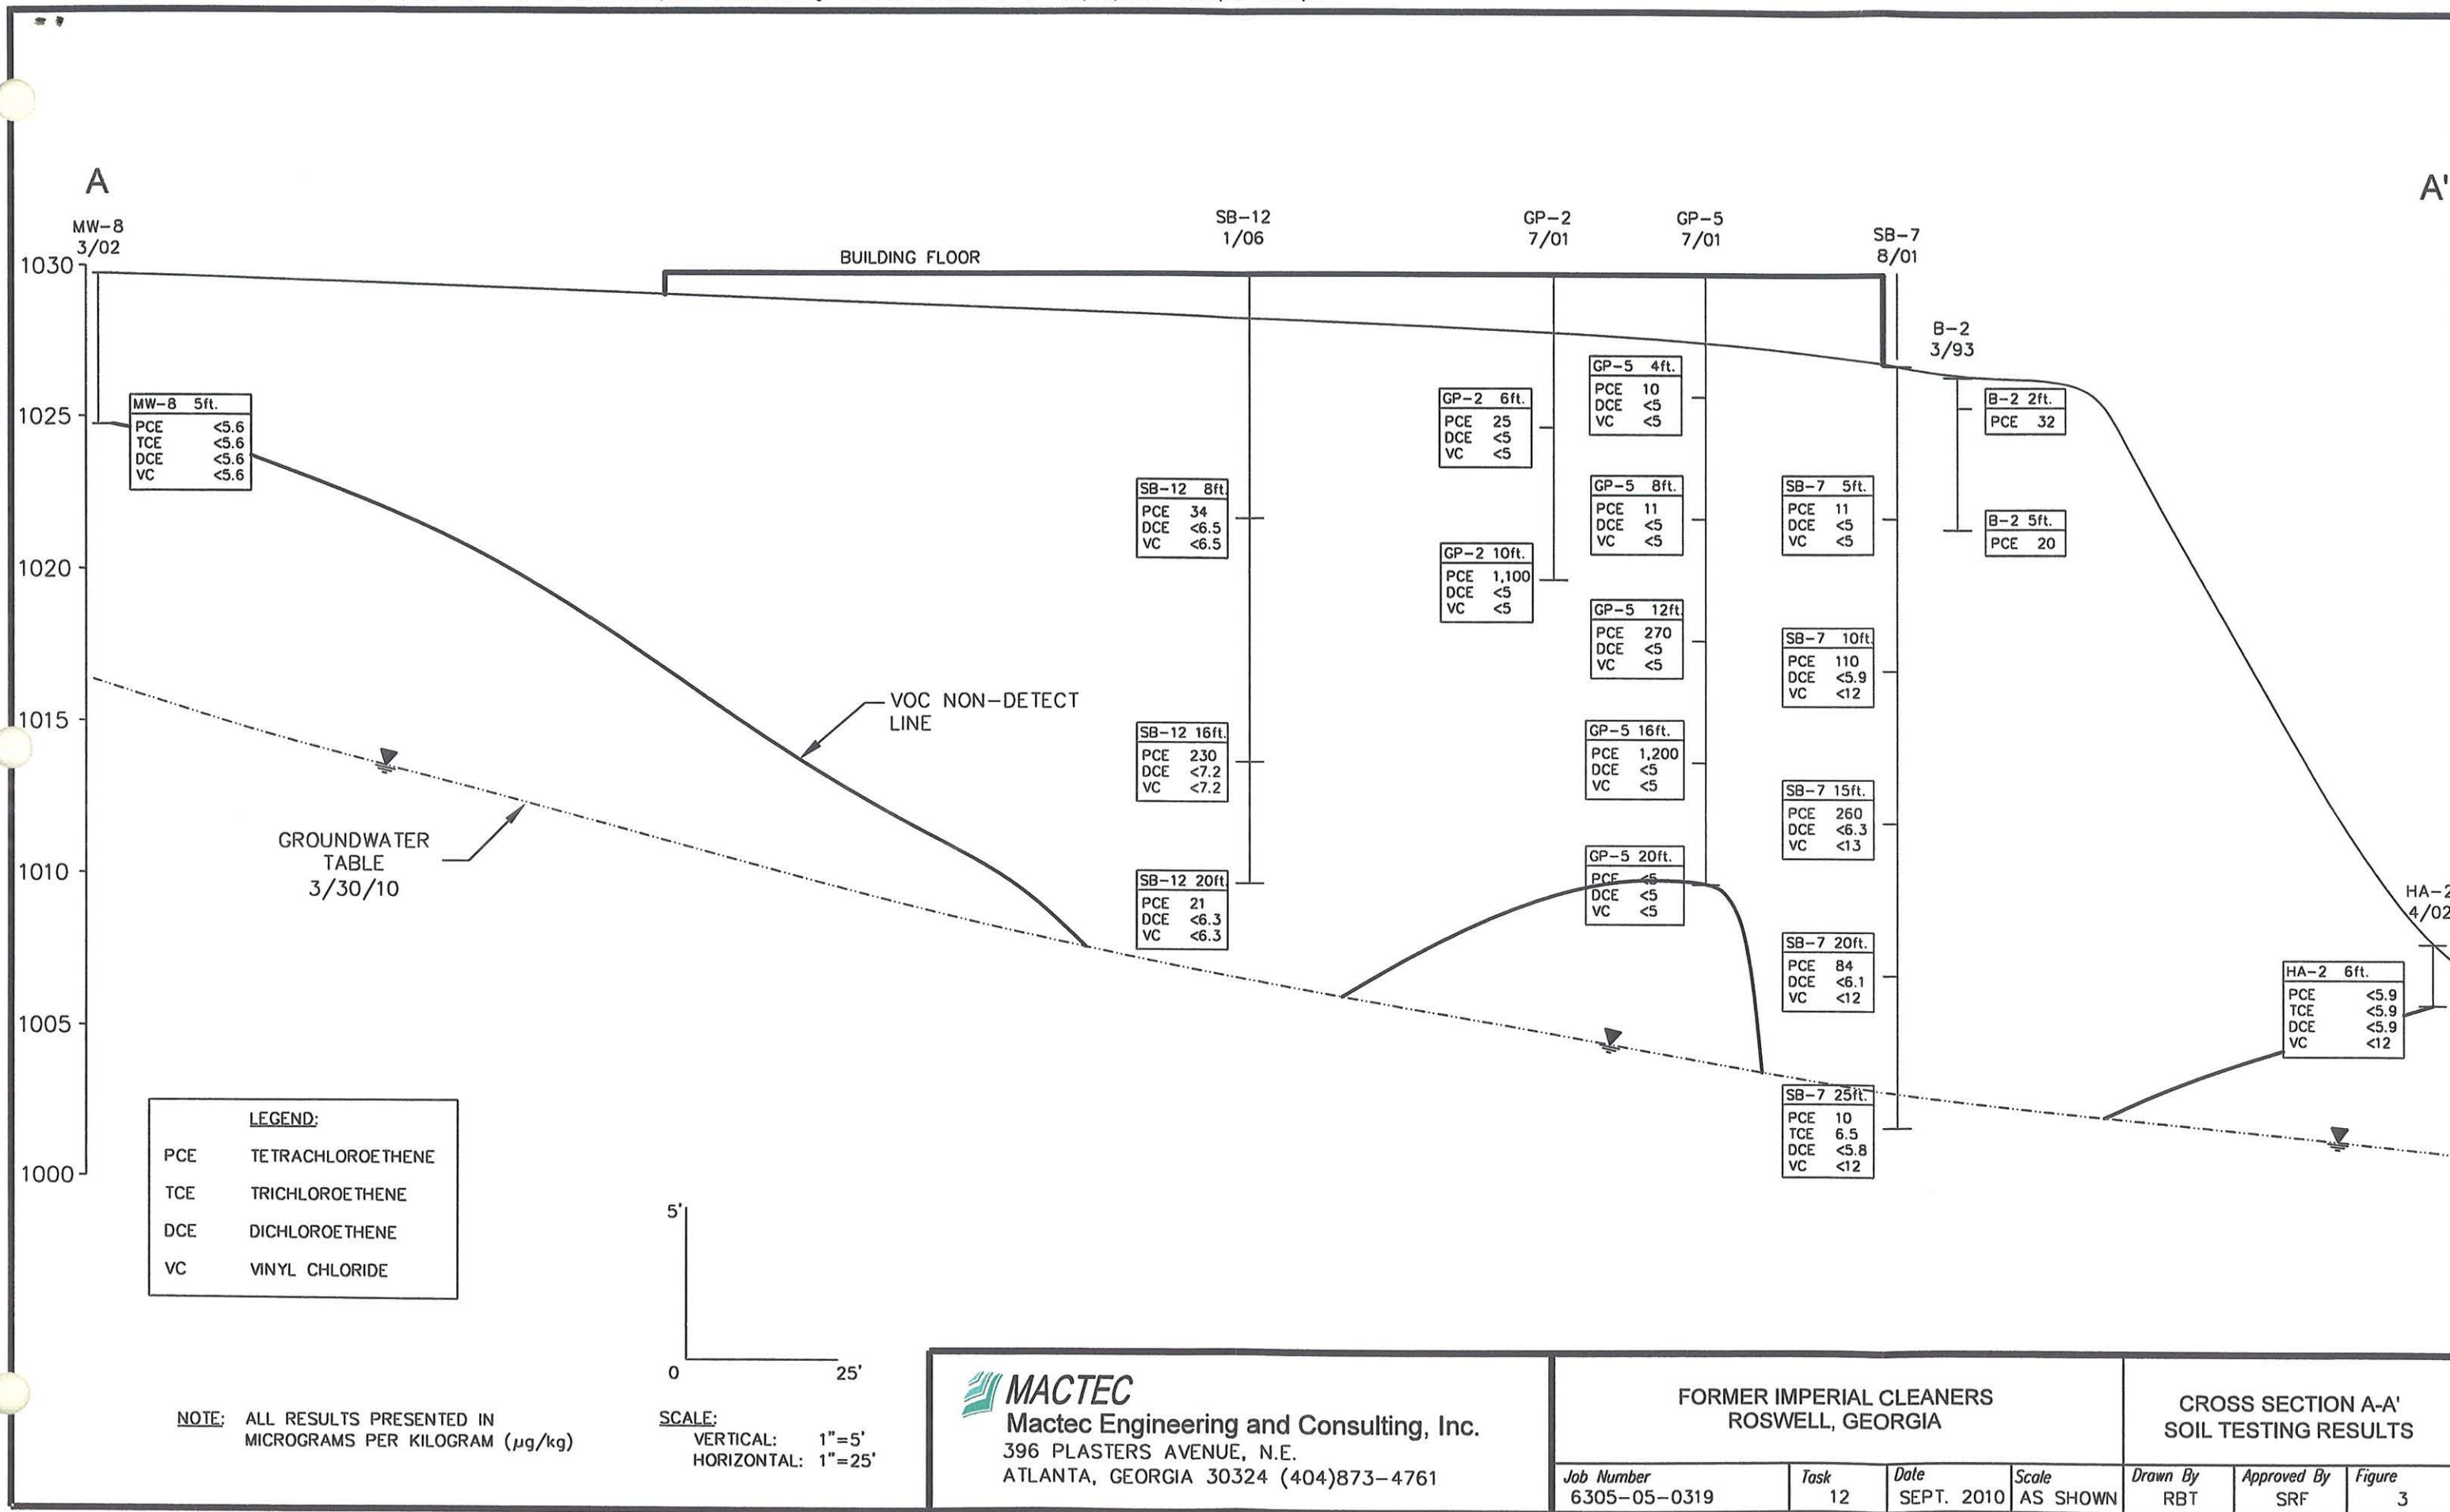 A
A'
MW-8
3/02
SB-12
1/06
GP-2
7/01
GP-5
7/01
SB-7
8/01
B-2
3/93
HA-2
4/02
BUILDING FLOOR
1030
1025
1020
1015
1010
1005
1000
MW-8 5ft.
PCE <5.6
TCE <5.6
DCE <5.6
VC <5.6
SB-12 8ft.
PCE 34
DCE <6.5
VC <6.5
SB-12 16ft.
PCE 230
DCE <7.2
VC <7.2
SB-12 20ft.
PCE 21
DCE <6.3
VC <6.3
GP-2 6ft.
PCE 25
DCE <5
VC <5
GP-2 10ft.
PCE 1,100
DCE <5
VC <5
GP-5 4ft.
PCE 10
DCE <5
VC <5
GP-5 8ft.
PCE 11
DCE <5
VC <5
GP-5 12ft.
PCE 270
DCE <5
VC <5
GP-5 16ft.
PCE 1,200
DCE <5
VC <5
GP-5 20ft.
PCE <5
DCE <5
VC <5
SB-7 5ft.
PCE 11
DCE <5
VC <5
SB-7 10ft.
PCE 110
DCE <5.9
VC <12
SB-7 15ft.
PCE 260
DCE <6.3
VC <13
SB-7 20ft.
PCE 84
DCE <6.1
VC <12
SB-7 25ft.
PCE 10
TCE 6.5
DCE <5.8
VC <12
B-2 2ft.
PCE 32
B-2 5ft.
PCE 20
HA-2 6ft.
PCE <5.9
TCE <5.9
DCE <5.9
VC <12
VOC NON-DETECT
LINE
GROUNDWATER
TABLE
3/30/10
LEGEND:
PCE TETRACHLOROETHENE
TCE TRICHLOROETHENE
DCE DICHLOROETHENE
VC VINYL CHLORIDE
5'
0 25'
NOTE: ALL RESULTS PRESENTED IN
MICROGRAMS PER KILOGRAM (µg/kg)
SCALE:
VERTICAL: 1"=5'
HORIZONTAL: 1"=25'
MACTEC
Mactec Engineering and Consulting, Inc.
396 PLASTERS AVENUE, N.E.
ATLANTA, GEORGIA 30324 (404)873-4761
FORMER IMPERIAL CLEANERS
ROSWELL, GEORGIA
CROSS SECTION A-A'
SOIL TESTING RESULTS
Job Number
6305-05-0319
Task
12
Date
SEPT. 2010
Scale
AS SHOWN
Drawn By
RBT
Approved By
SRF
Figure
3